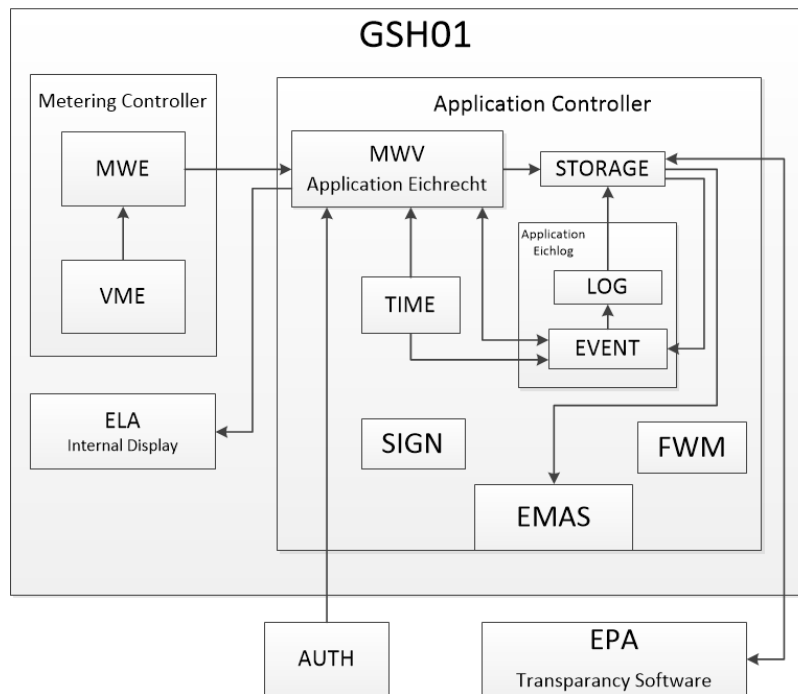 GSH01
Metering Controller
MWE
VME
Application Controller
MWV
Application Eichrecht
STORAGE
Application
Eichlog
LOG
EVENT
TIME
ELA
Internal Display
SIGN
FWM
EMAS
AUTH
EPA
Transparancy Software